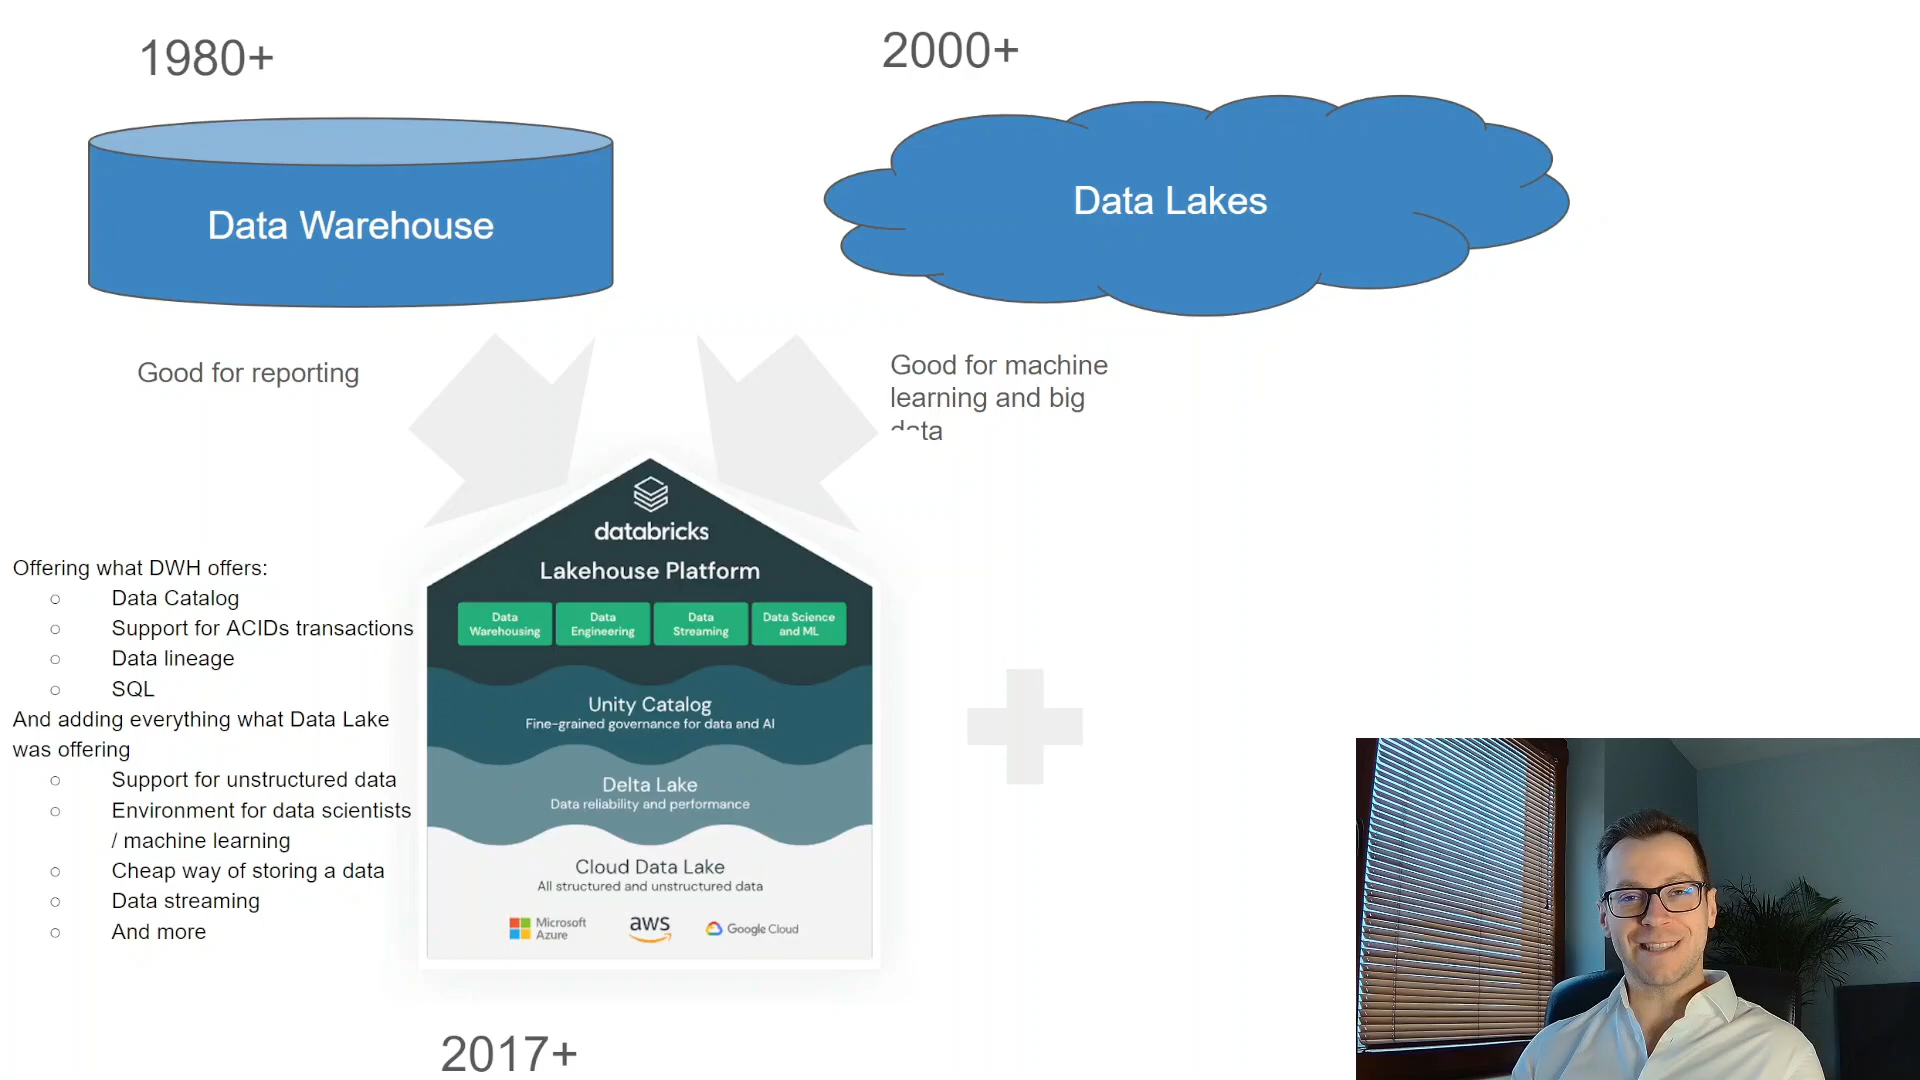 1980+
2000+
Data Warehouse
Data Lakes
Good for reporting
Good for machine
learning and big
data
Offering what DWH offers:
○ Data Catalog
○ Support for ACIDs transactions
○ Data lineage
○ SQL
And adding everything what Data Lake
was offering
○ Support for unstructured data
○ Environment for data scientists
/ machine learning
○ Cheap way of storing a data
○ Data streaming
○ And more
databricks
Lakehouse Platform
Data
Warehousing
Data
Engineering
Data
Streaming
Data Science
and ML
Unity Catalog
Fine-grained governance for data and AI
Delta Lake
Data reliability and performance
Cloud Data Lake
All structured and unstructured data
Microsoft
Azure
aws
Google Cloud
2017+